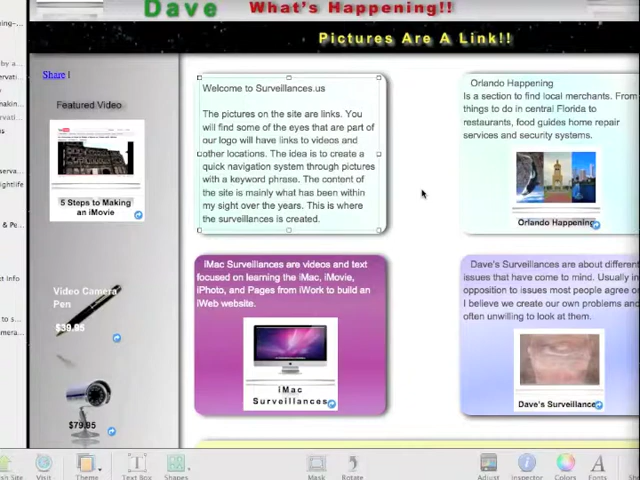 Dave What's Happening!!
Pictures Are A Link!!
Share
Featured Video
5 Steps to Making
an iMovie
Video Camera
Pen
$39.95
$79.95
Welcome to Surveillances.us
The pictures on the site are links. You
will find some of the eyes that are part of
our logo will have links to videos and
other locations. The idea is to create a
quick navigation system through pictures
with a keyword phrase. The content of
the site is mainly what has been within
my sight over the years. This is where
the surveillances is created.
Orlando Happening
Is a section to find local merchants. From
things to do in central Florida to
restaurants, food guides home repair
services and security systems.
Orlando Happening
iMac Surveillances are videos and text
focused on learning the iMac, iMovie,
iPhoto, and Pages from iWork to build an
iWeb website.
iMac
Surveillances
Dave's Surveillances are about different
issues that have come to mind. Usually in
opposition to issues most people agree
I believe we create our own problems and
often unwilling to look at them.
Dave's Surveillance
Visit
Theme
Text Box
Shapes
Mask
Rotate
Adjust
Inspector
Colors
Fonts